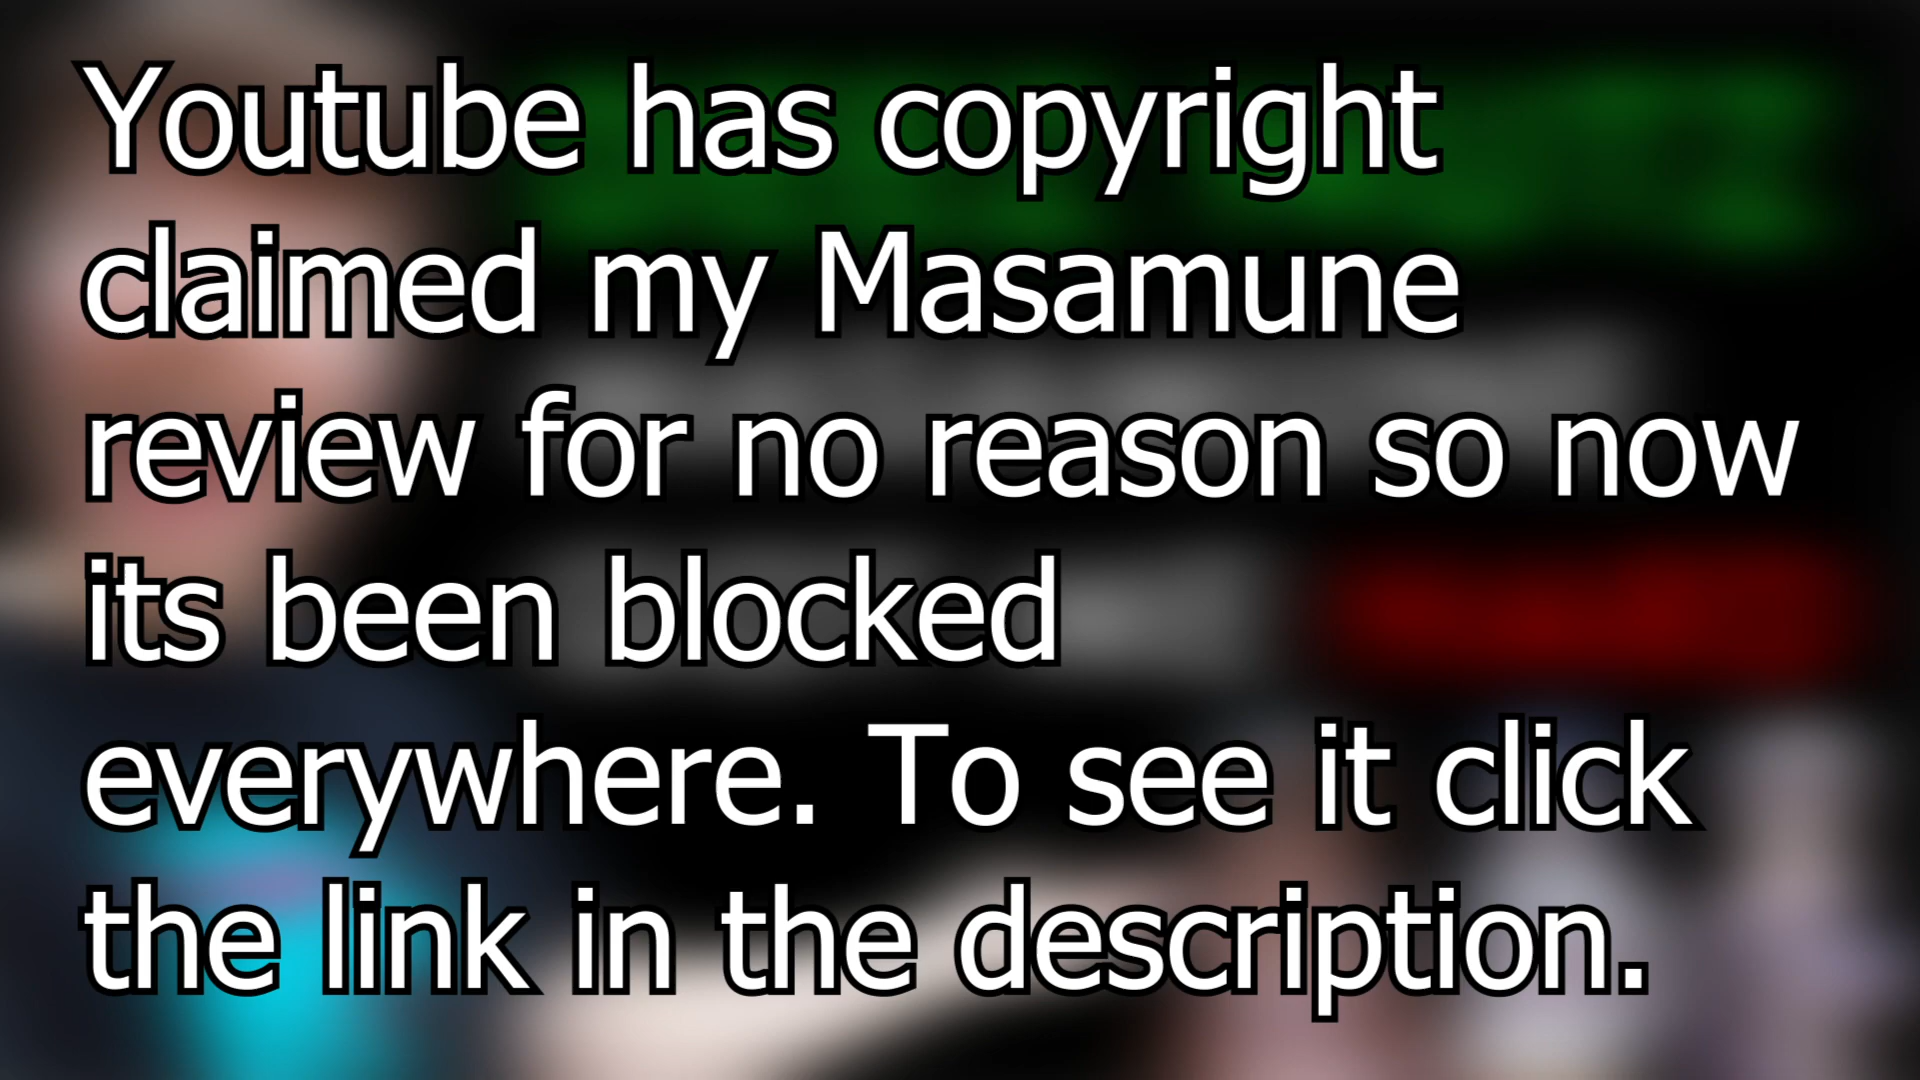 Youtube has copyright
claimed my Masamune
review for no reason so now
its been blocked
everywhere. To see it click
the link in the description.